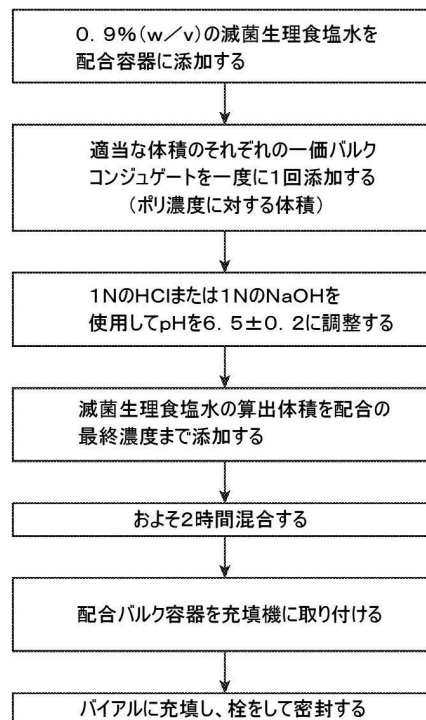 ０．９％（ｗ／ｖ）の滅菌生理食塩水を
配合容器に添加する
適当な体積のそれぞれの一価バルク
コンジュゲートを一度に１回添加する
（ポリ濃度に対する体積）
１ＮのHClまたは１ＮのNaOHを
使用してpHを６．５±０．２に調整する
滅菌生理食塩水の算出体積を配合の
最終濃度まで添加する
およそ２時間混合する
配合バルク容器を充填機に取り付ける
バイアルに充填し、栓をして密封する